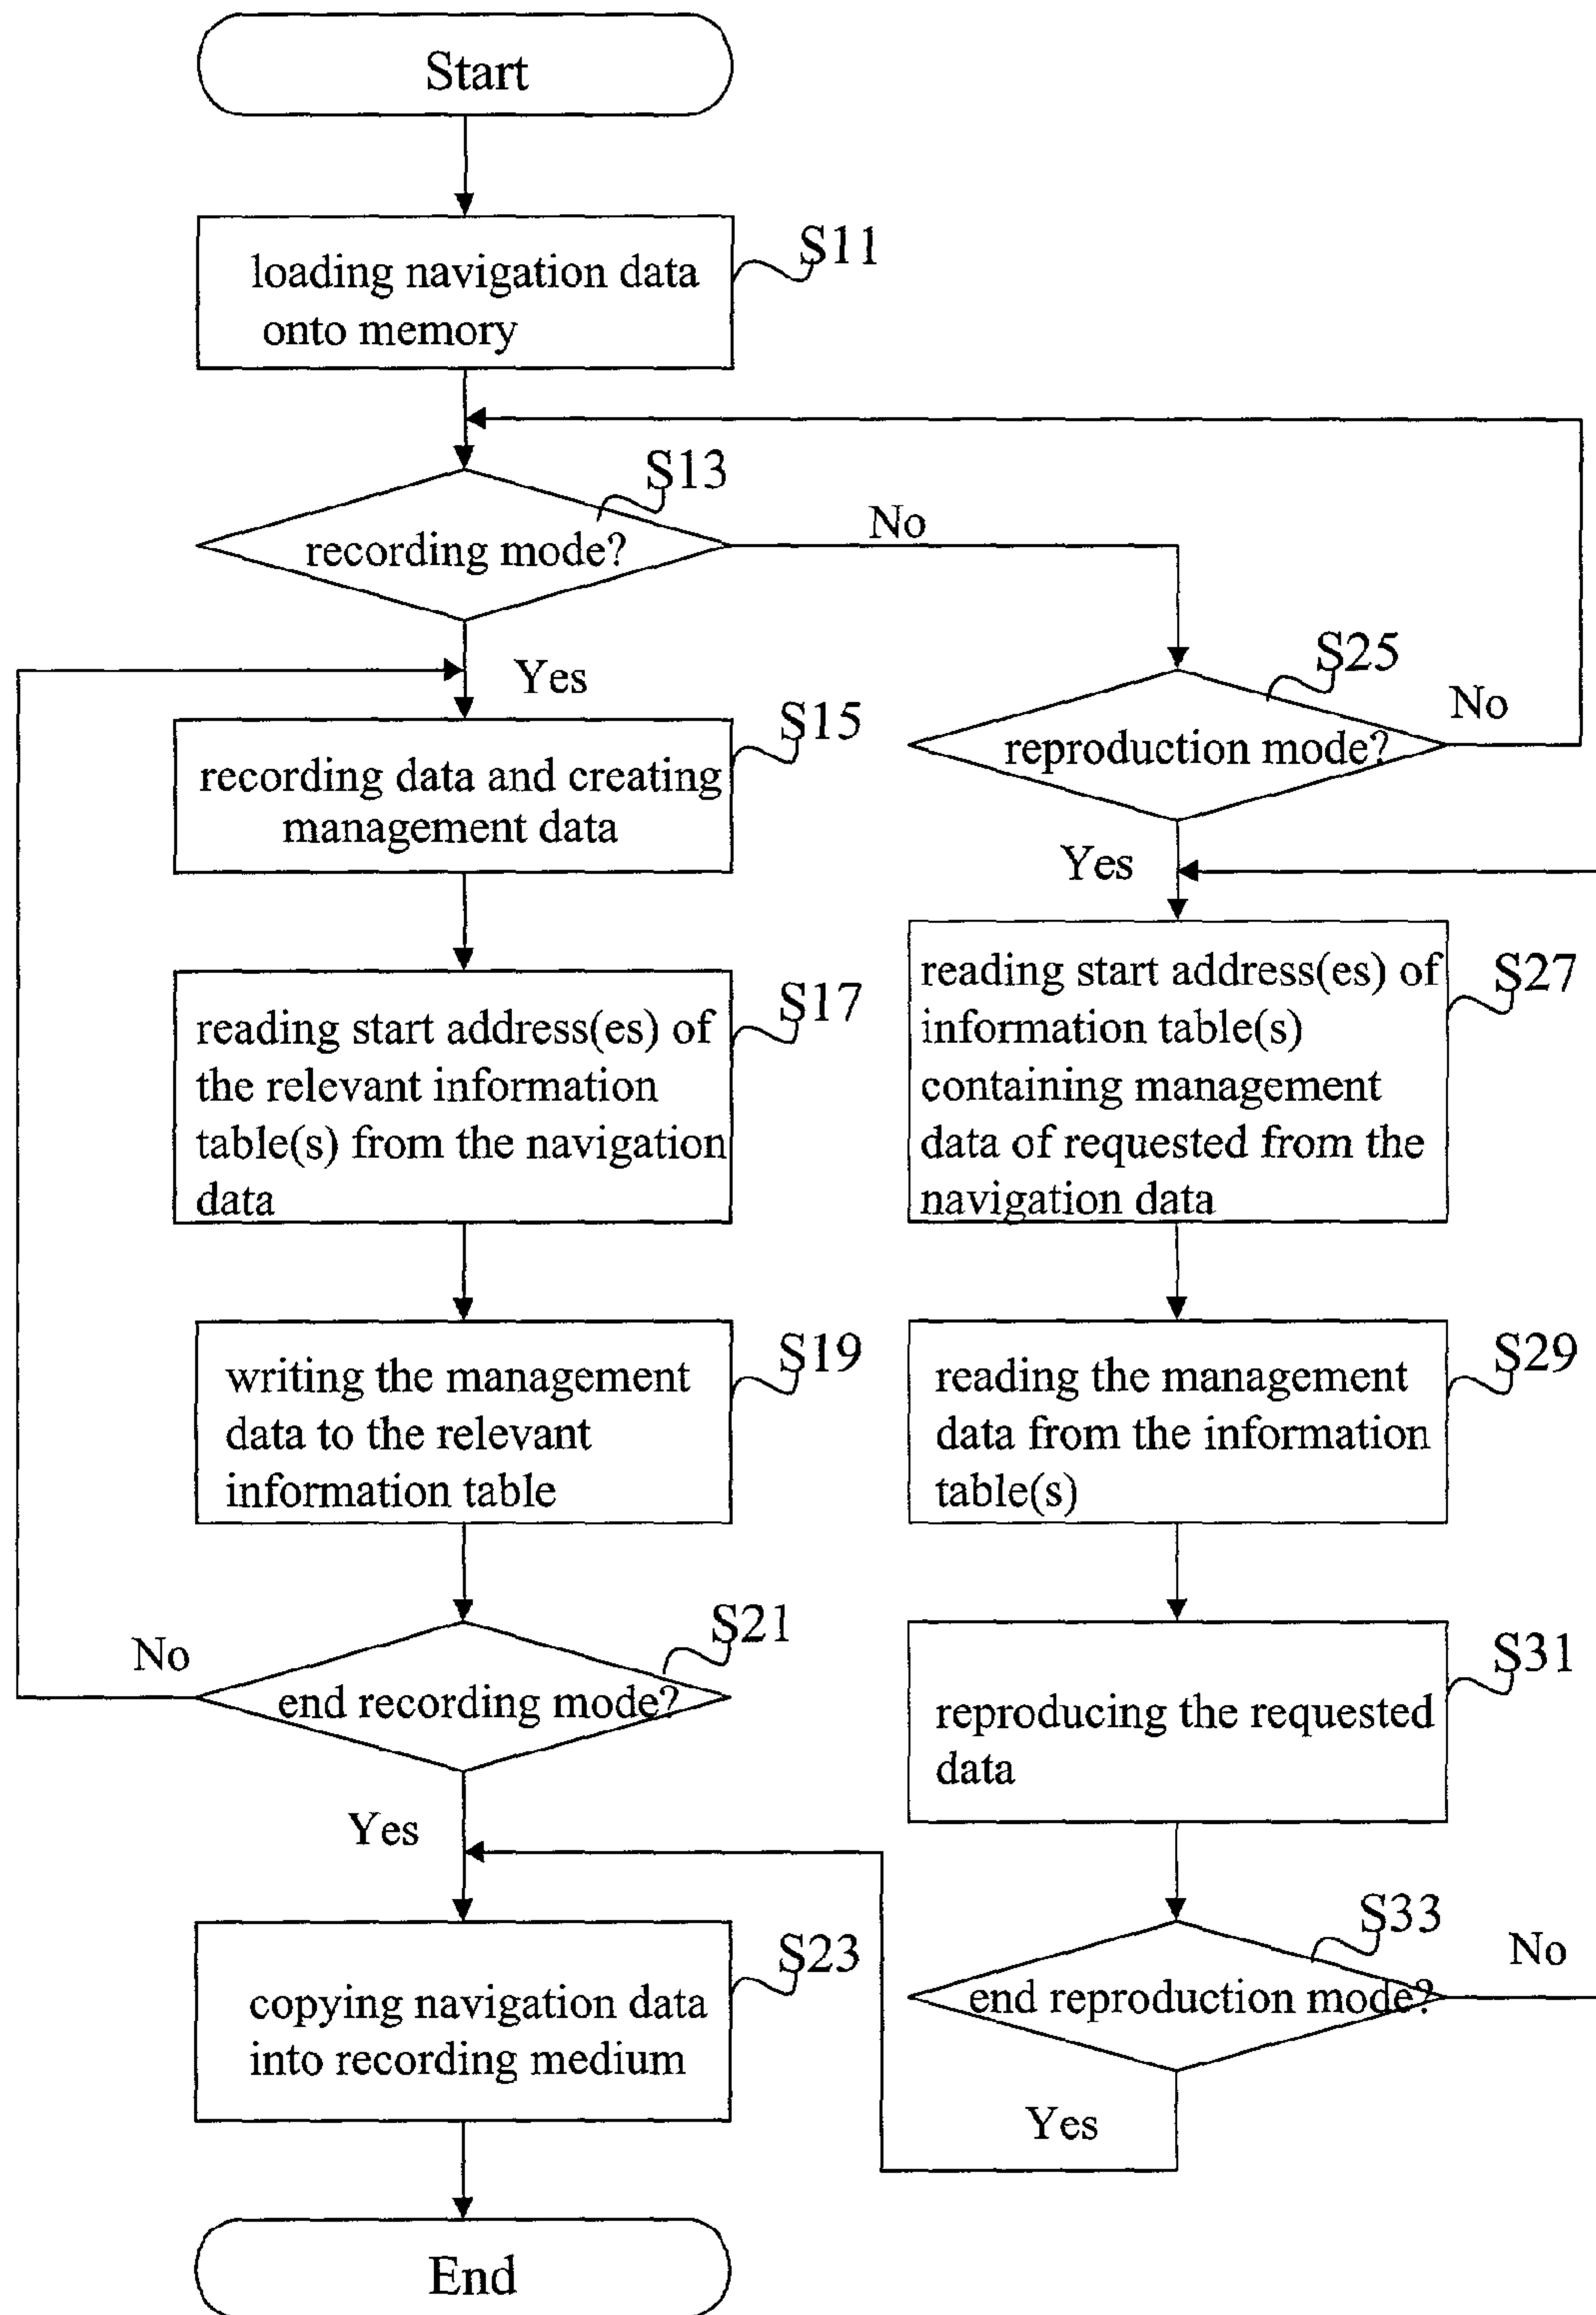 Start
loading navigation data
onto memory
S11
S13
recording mode?
No
Yes
S25
reproduction mode?
No
Yes
S15
recording data and creating
management data
S17
reading start address(es) of
the relevant information
table(s) from the navigation
data
S27
reading start address(es) of
information table(s)
containing management
data of requested from the
navigation data
S19
writing the management
data to the relevant
information table
S29
reading the management
data from the information
table(s)
S21
end recording mode?
No
Yes
S31
reproducing the requested
data
S33
end reproduction mode?
No
Yes
S23
copying navigation data
into recording medium
End